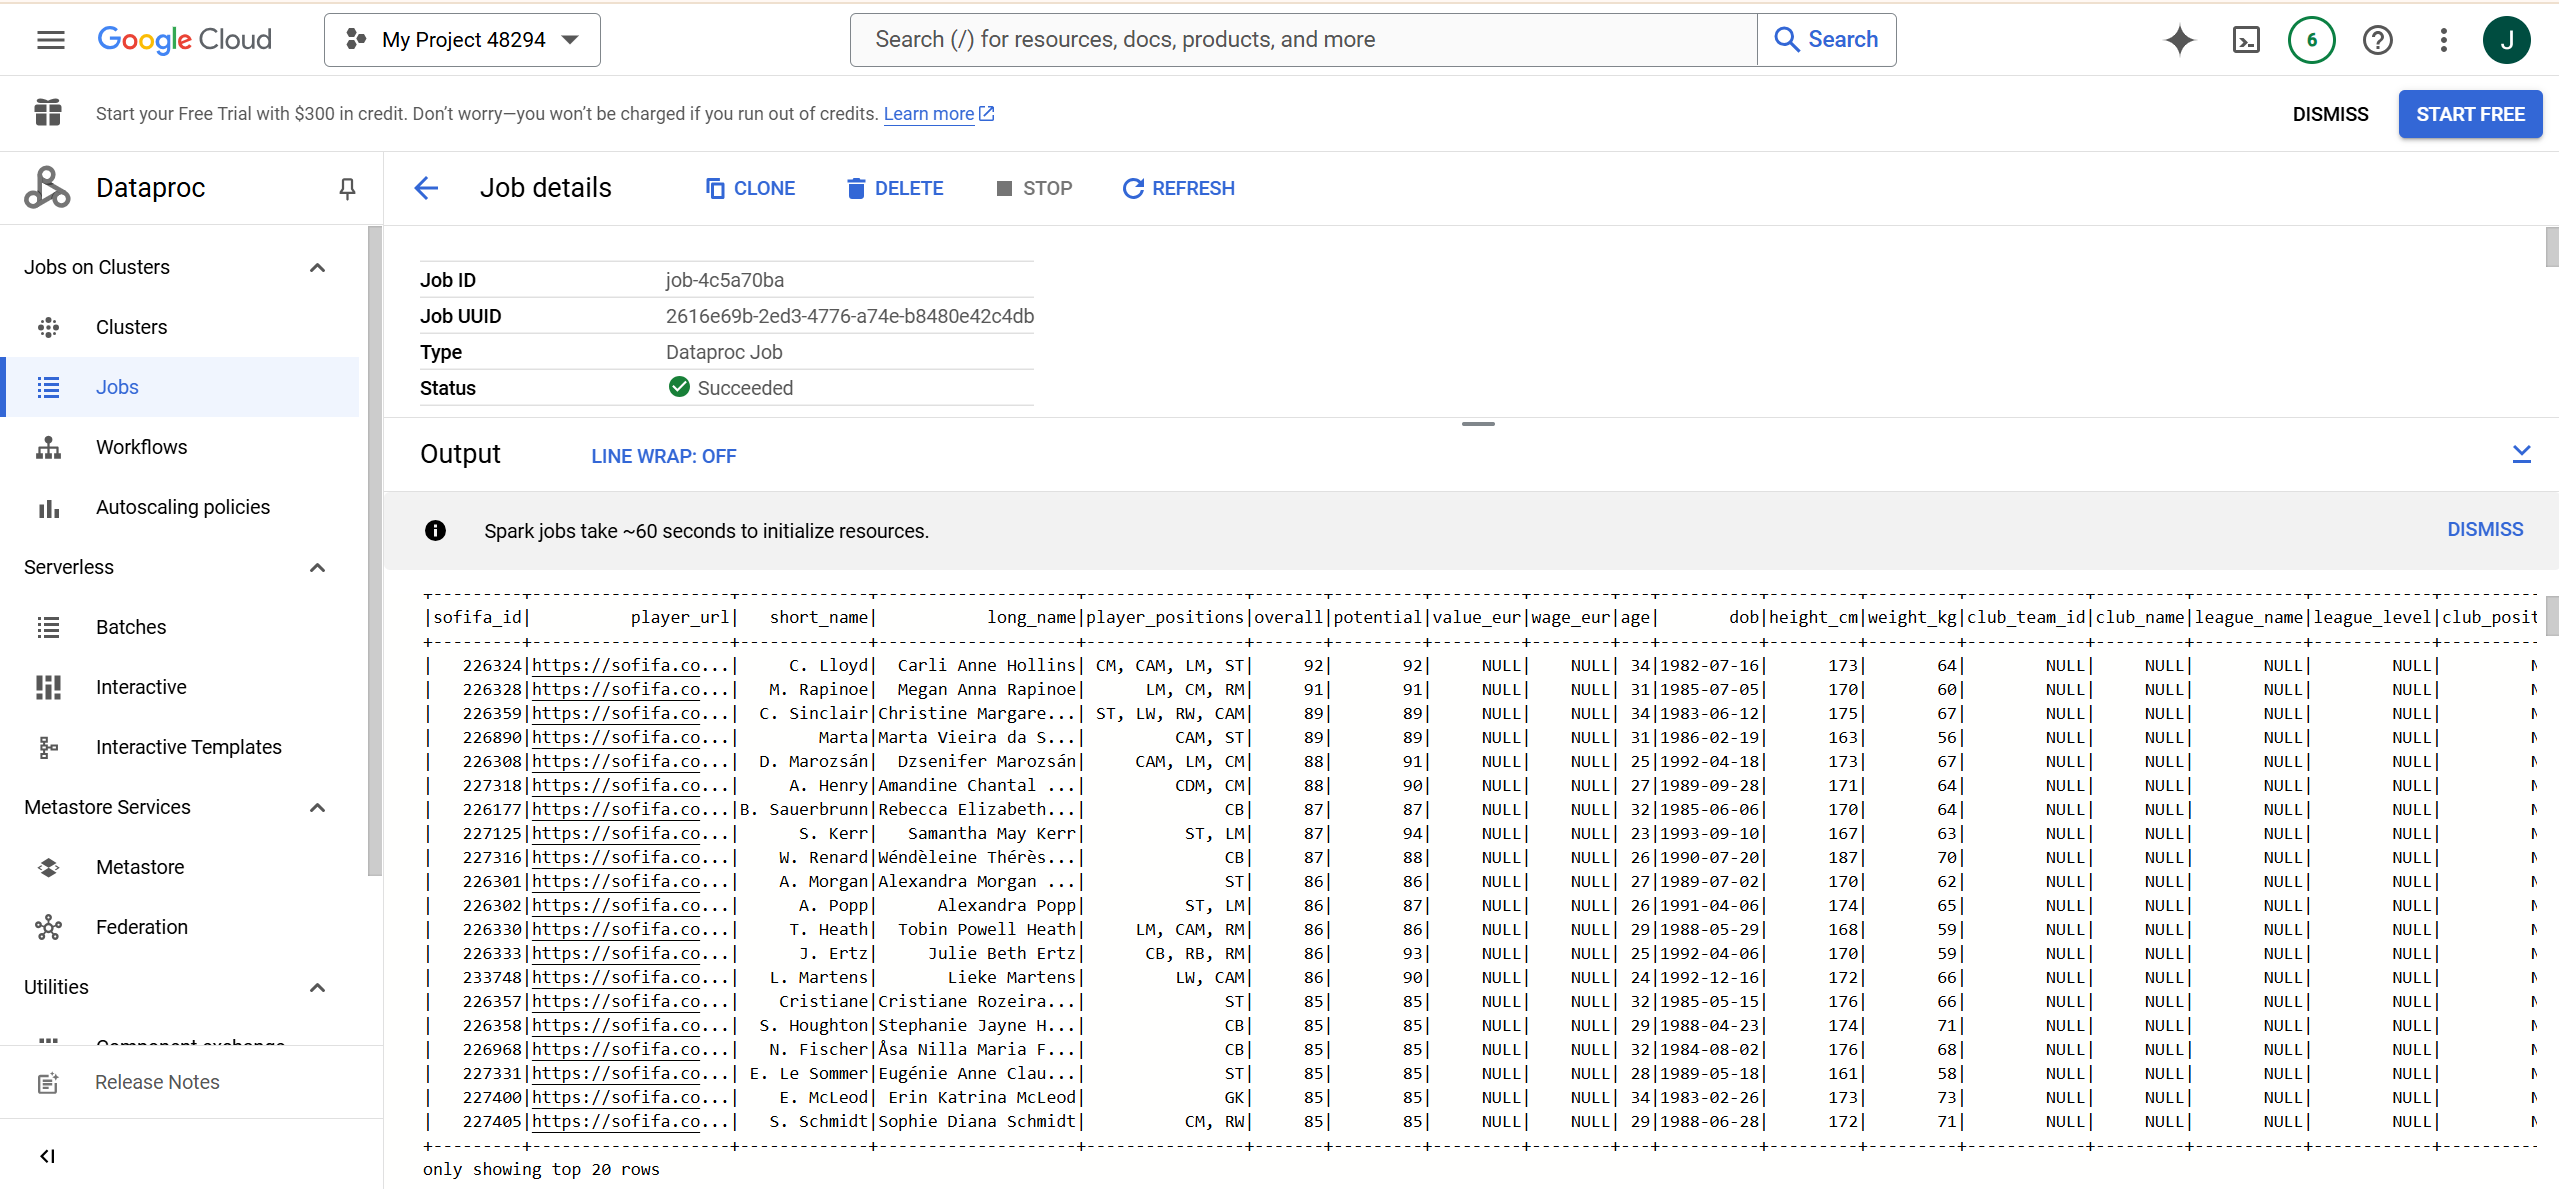 Google Cloud
My Project 48294
Search (/) for resources, docs, products, and more
Search
6
J
Start your Free Trial with $300 in credit. Don't worry—you won't be charged if you run out of credits. Learn more
DISMISS
START FREE
Dataproc
Job details
CLONE
DELETE
STOP
REFRESH
Jobs on Clusters
Clusters
Jobs
Workflows
Autoscaling policies
Serverless
Batches
Interactive
Interactive Templates
Metastore Services
Metastore
Federation
Utilities
Component exchange
Release Notes
Job ID job-4c5a70ba
Job UUID 2616e69b-2ed3-4776-a74e-b8480e42c4db
Type Dataproc Job
Status Succeeded
Output
LINE WRAP: OFF
Spark jobs take ~60 seconds to initialize resources.
DISMISS
|sofifa_id| player_url| short_name| long_name|player_positions|overall|potential|value_eur|wage_eur|age| dob|height_cm|weight_kg|club_team_id|club_name|league_name|league_level|club_posit
| 226324|https://sofifa.co...| C. Lloyd| Carli Anne Hollins| CM, CAM, LM, ST| 92| 92| NULL| NULL| 34|1982-07-16| 173| 64| NULL| NULL| NULL| NULL| N
| 226328|https://sofifa.co...| M. Rapinoe| Megan Anna Rapinoe| LM, CM, RM| 91| 91| NULL| NULL| 31|1985-07-05| 170| 60| NULL| NULL| NULL| NULL| N
| 226359|https://sofifa.co...| C. Sinclair|Christine Margare...| ST, LW, RW, CAM| 89| 89| NULL| NULL| 34|1983-06-12| 175| 67| NULL| NULL| NULL| NULL| N
| 226890|https://sofifa.co...| Marta|Marta Vieira da S...| CAM, ST| 89| 89| NULL| NULL| 31|1986-02-19| 163| 56| NULL| NULL| NULL| NULL| N
| 226308|https://sofifa.co...| D. Marozsán| Dzsenifer Marozsán| CAM, LM, CM| 88| 91| NULL| NULL| 25|1992-04-18| 173| 67| NULL| NULL| NULL| NULL| N
| 227318|https://sofifa.co...| A. Henry|Amandine Chantal ...| CDM, CM| 88| 90| NULL| NULL| 27|1989-09-28| 171| 64| NULL| NULL| NULL| NULL| N
| 226177|https://sofifa.co...|B. Sauerbrunn|Rebecca Elizabeth...| CB| 87| 87| NULL| NULL| 32|1985-06-06| 170| 64| NULL| NULL| NULL| NULL| N
| 227125|https://sofifa.co...| S. Kerr| Samantha May Kerr| ST, LM| 87| 94| NULL| NULL| 23|1993-09-10| 167| 63| NULL| NULL| NULL| NULL| N
| 227316|https://sofifa.co...| W. Renard|Wéndèleine Thérès...| CB| 87| 88| NULL| NULL| 26|1990-07-20| 187| 70| NULL| NULL| NULL| NULL| N
| 226301|https://sofifa.co...| A. Morgan|Alexandra Morgan ...| ST| 86| 86| NULL| NULL| 27|1989-07-02| 170| 62| NULL| NULL| NULL| NULL| N
| 226302|https://sofifa.co...| A. Popp| Alexandra Popp| ST, LM| 86| 87| NULL| NULL| 26|1991-04-06| 174| 65| NULL| NULL| NULL| NULL| N
| 226330|https://sofifa.co...| T. Heath| Tobin Powell Heath| LM, CAM, RM| 86| 86| NULL| NULL| 29|1988-05-29| 168| 59| NULL| NULL| NULL| NULL| N
| 226333|https://sofifa.co...| J. Ertz| Julie Beth Ertz| CB, RB, RM| 86| 93| NULL| NULL| 25|1992-04-06| 170| 59| NULL| NULL| NULL| NULL| N
| 233748|https://sofifa.co...| L. Martens| Lieke Martens| LW, CAM| 86| 90| NULL| NULL| 24|1992-12-16| 172| 66| NULL| NULL| NULL| NULL| N
| 226357|https://sofifa.co...| Cristiane|Cristiane Rozeira...| ST| 85| 85| NULL| NULL| 32|1985-05-15| 176| 66| NULL| NULL| NULL| NULL| N
| 226358|https://sofifa.co...| S. Houghton|Stephanie Jayne H...| CB| 85| 85| NULL| NULL| 29|1988-04-23| 174| 71| NULL| NULL| NULL| NULL| N
| 226968|https://sofifa.co...| N. Fischer|Åsa Nilla Maria F...| CB| 85| 85| NULL| NULL| 32|1984-08-02| 176| 68| NULL| NULL| NULL| NULL| N
| 227331|https://sofifa.co...| E. Le Sommer|Eugénie Anne Clau...| ST| 85| 85| NULL| NULL| 28|1989-05-18| 161| 58| NULL| NULL| NULL| NULL| N
| 227400|https://sofifa.co...| E. McLeod| Erin Katrina McLeod| GK| 85| 85| NULL| NULL| 34|1983-02-26| 173| 73| NULL| NULL| NULL| NULL| N
| 227405|https://sofifa.co...| S. Schmidt|Sophie Diana Schmidt| CM, RW| 85| 85| NULL| NULL| 29|1988-06-28| 172| 71| NULL| NULL| NULL| NULL| N
only showing top 20 rows